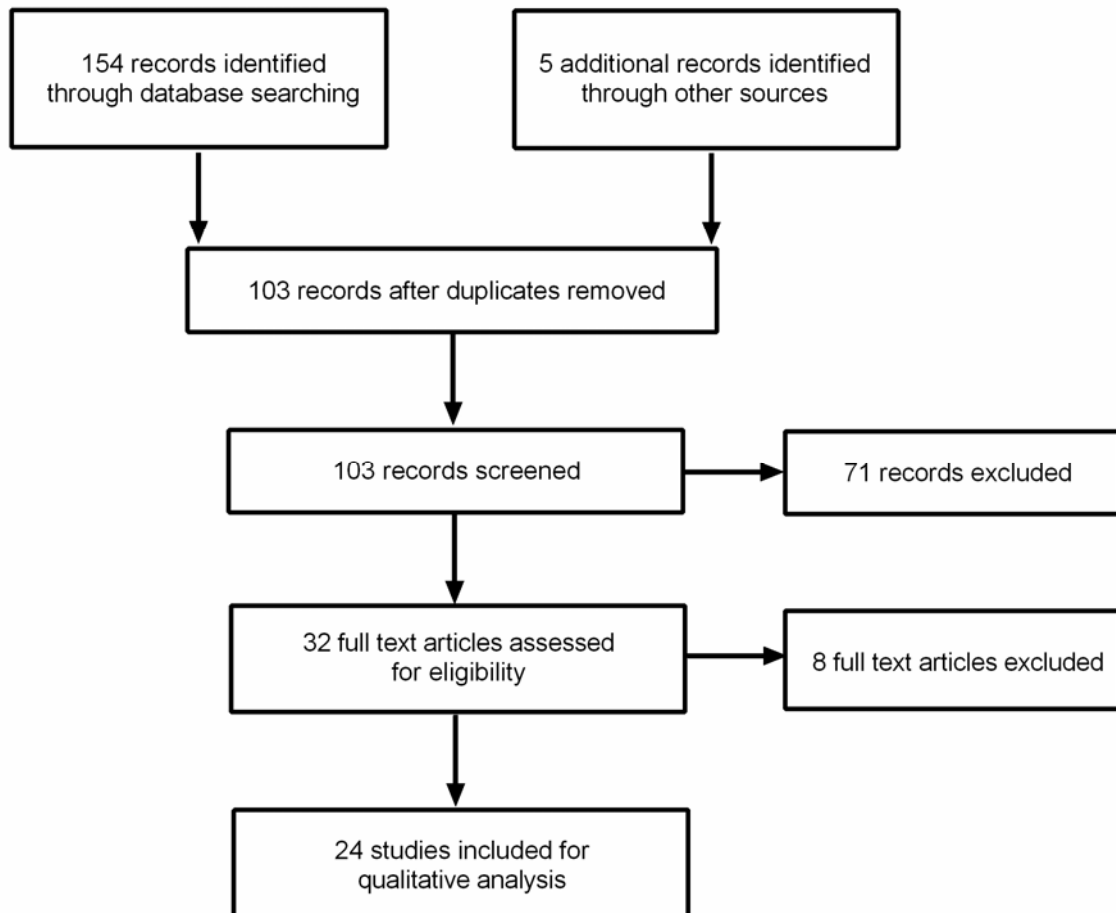 154 records identified
through database searching
5 additional records identified
through other sources
103 records after duplicates removed
103 records screened
71 records excluded
32 full text articles assessed
for eligibility
8 full text articles excluded
24 studies included for
qualitative analysis